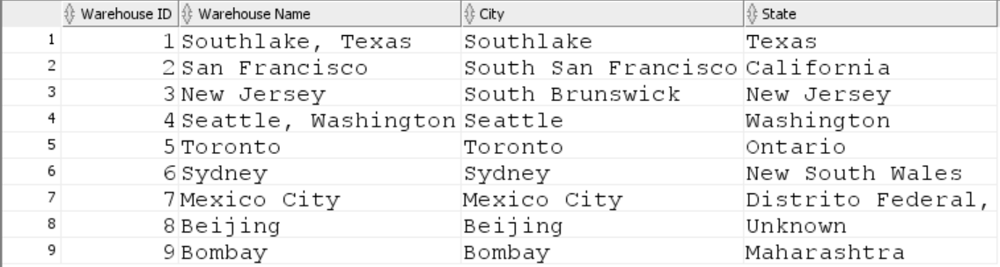 Warehouse ID Warehouse Name City State
1 1 Southlake, Texas Southlake Texas
2 2 San Francisco South San Francisco California
3 3 New Jersey South Brunswick New Jersey
4 4 Seattle, Washington Seattle Washington
5 5 Toronto Toronto Ontario
6 6 Sydney Sydney New South Wales
7 7 Mexico City Mexico City Distrito Federal,
8 8 Beijing Beijing Unknown
9 9 Bombay Bombay Maharashtra